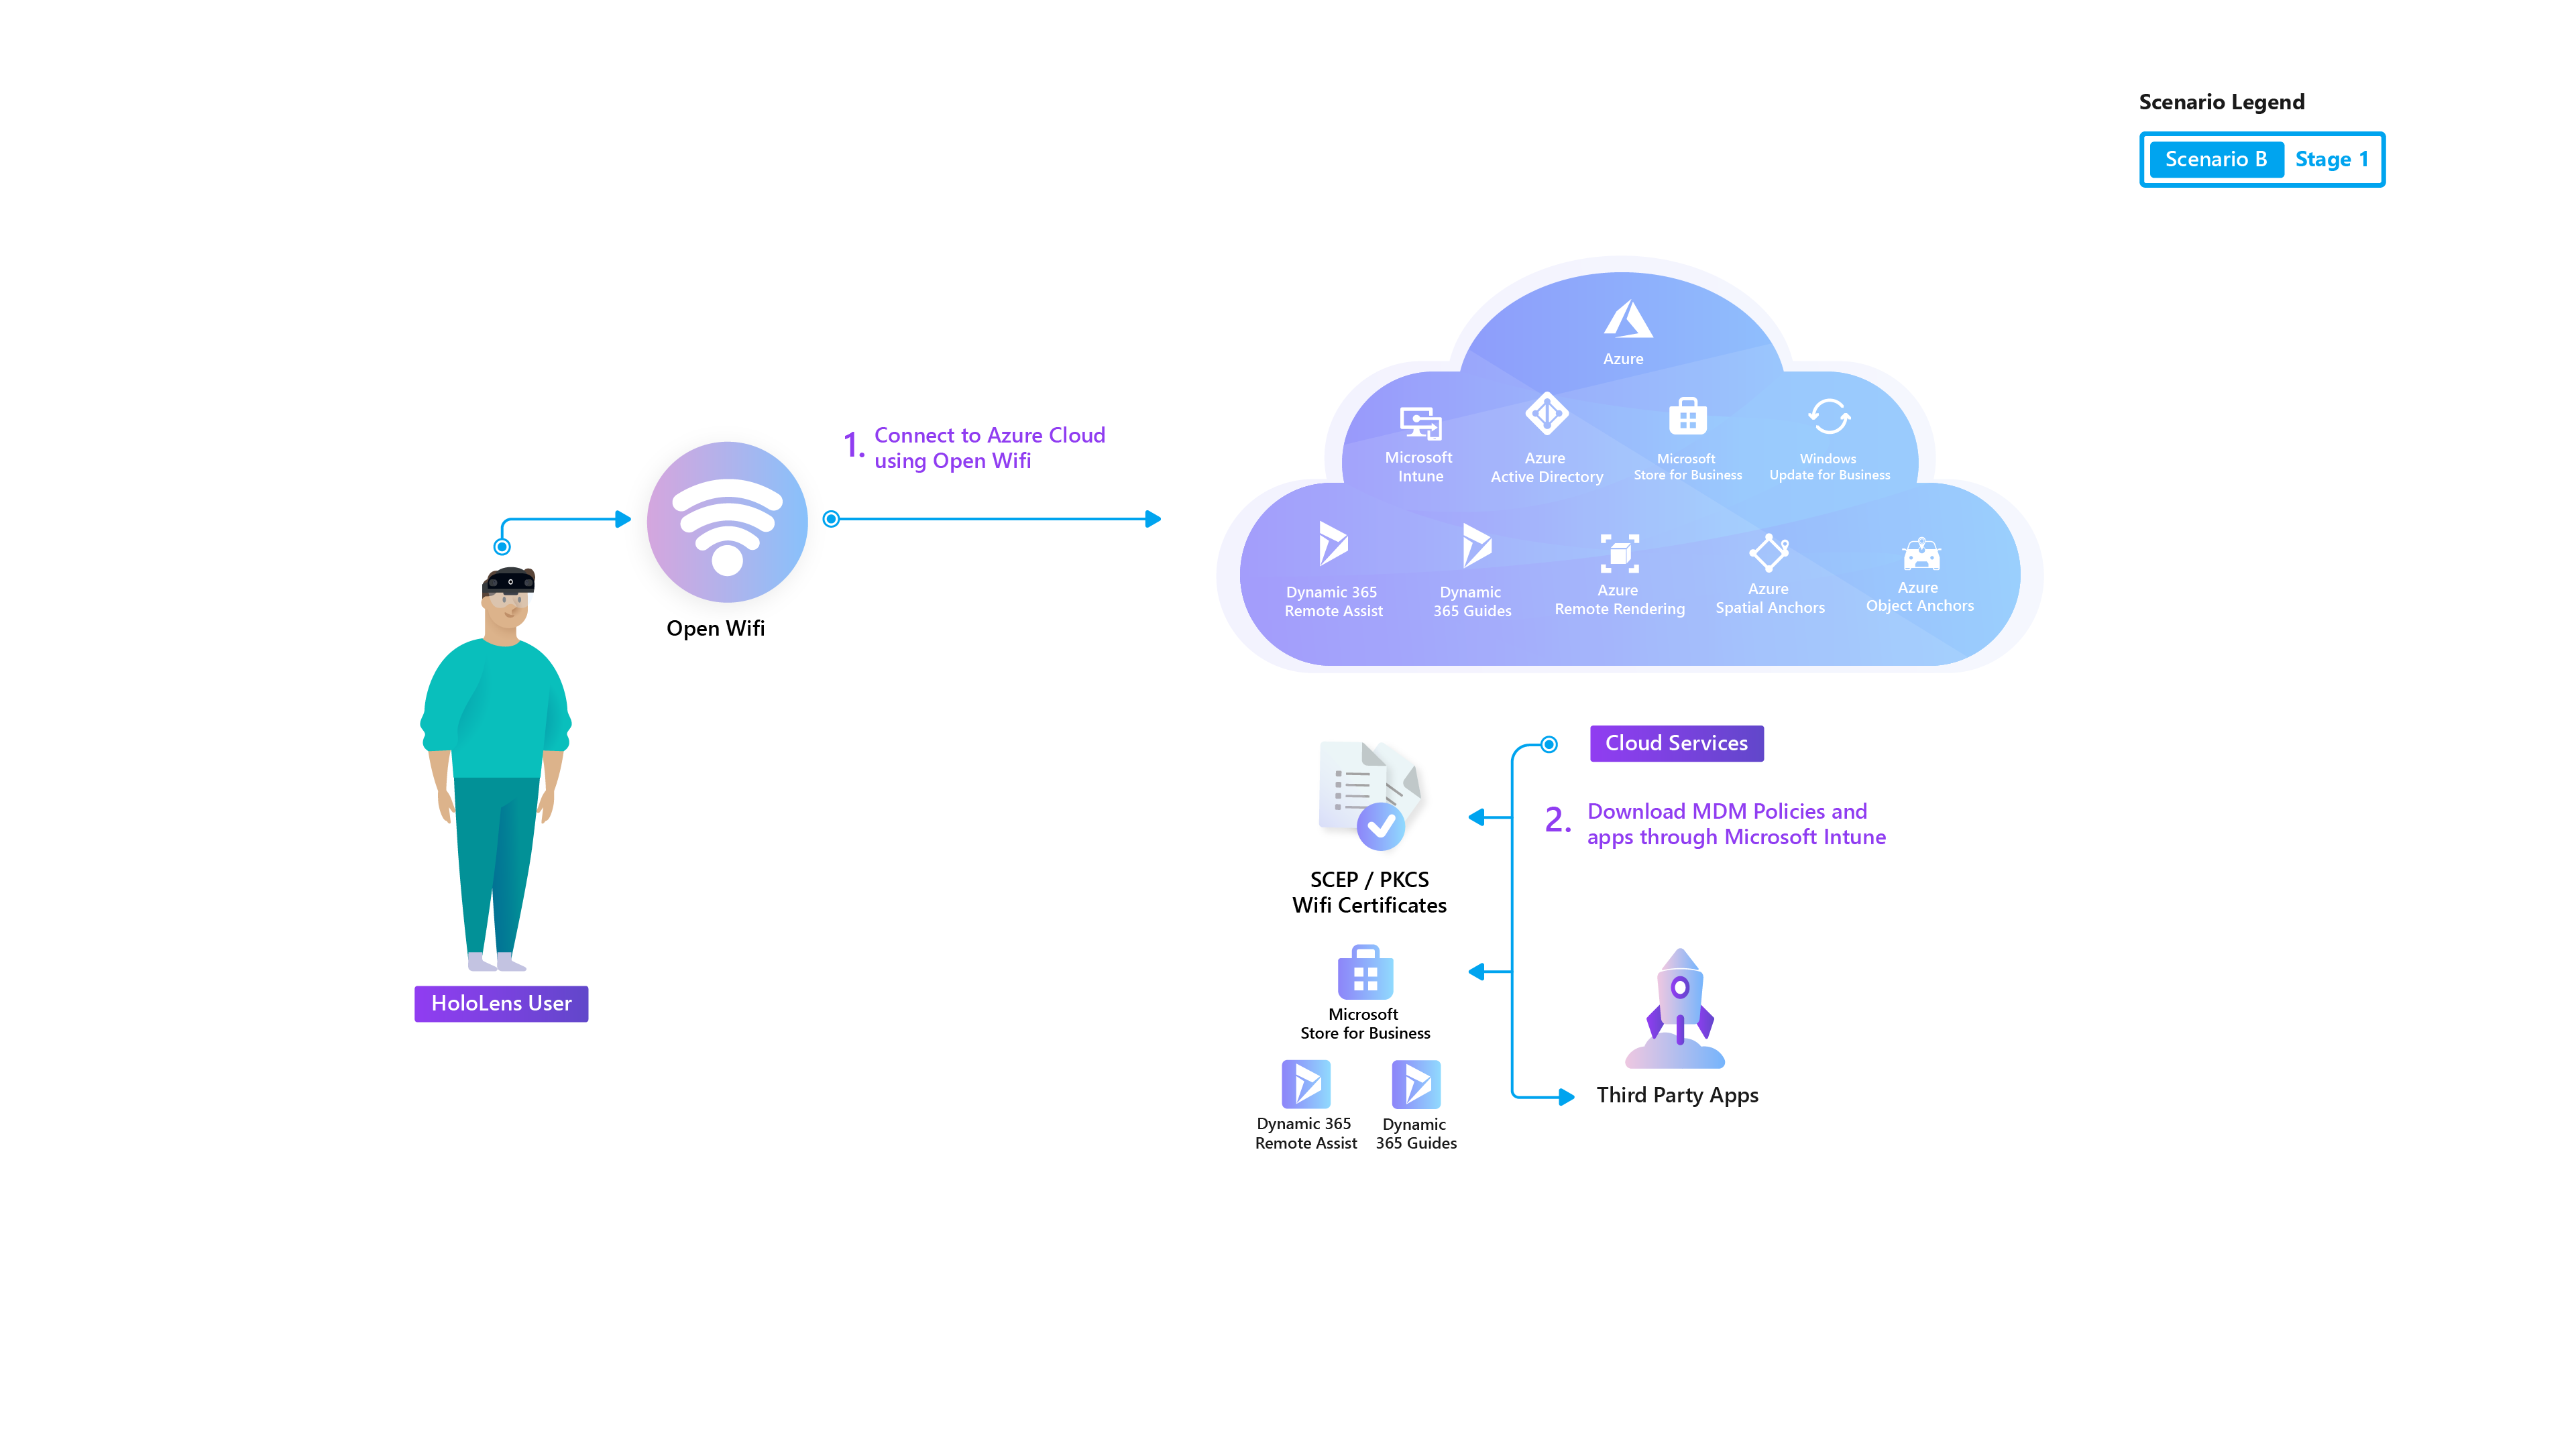 Scenario Legend
Scenario B Stage 1
Azure
Microsoft
Intune
Azure
Active Directory
Microsoft
Store for Business
Windows
Update for Business
Dynamic 365
Remote Assist
Dynamic
365 Guides
Azure
Remote Rendering
Azure
Spatial Anchors
Azure
Object Anchors
1. Connect to Azure Cloud
using Open Wifi
Open Wifi
HoloLens User
Cloud Services
2. Download MDM Policies and
apps through Microsoft Intune
SCEP / PKCS
Wifi Certificates
Microsoft
Store for Business
Dynamic 365
Remote Assist
Dynamic
365 Guides
Third Party Apps